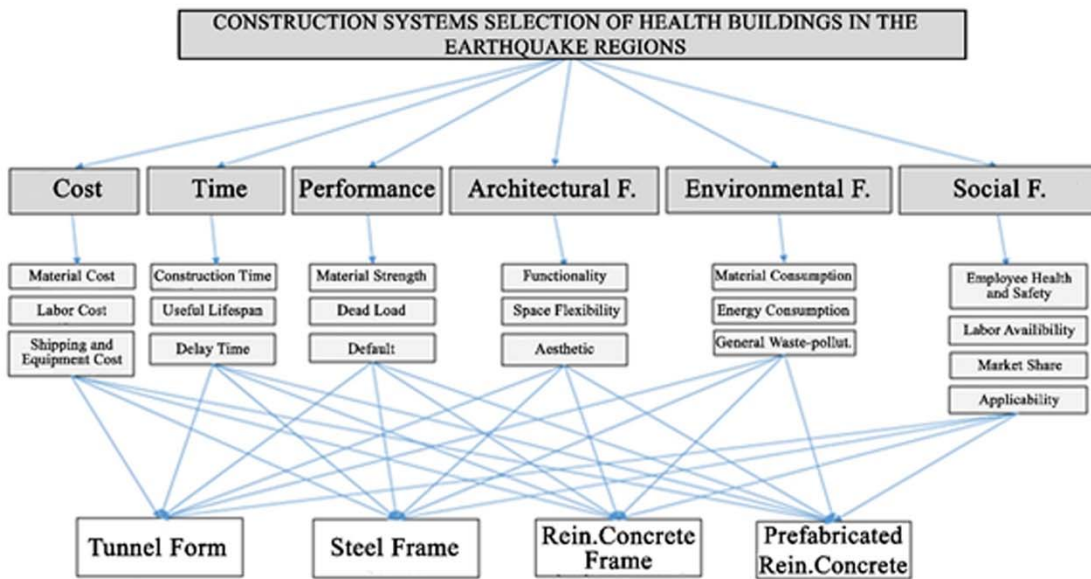 CONSTRUCTION SYSTEMS SELECTION OF HEALTH BUILDINGS IN THE
EARTHQUAKE REGIONS
Cost
Time
Performance
Architectural F.
Environmental F.
Social F.
Material Cost
Labor Cost
Shipping and
Equipment Cost
Construction Time
Useful Lifespan
Delay Time
Material Strength
Dead Load
Default
Functionality
Space Flexibility
Aesthetic
Material Consumption
Energy Consumption
General Waste-pollut.
Employee Health
and Safety
Labor Availibility
Market Share
Applicability
Tunnel Form
Steel Frame
Rein.Concrete
Frame
Prefabricated
Rein.Concrete